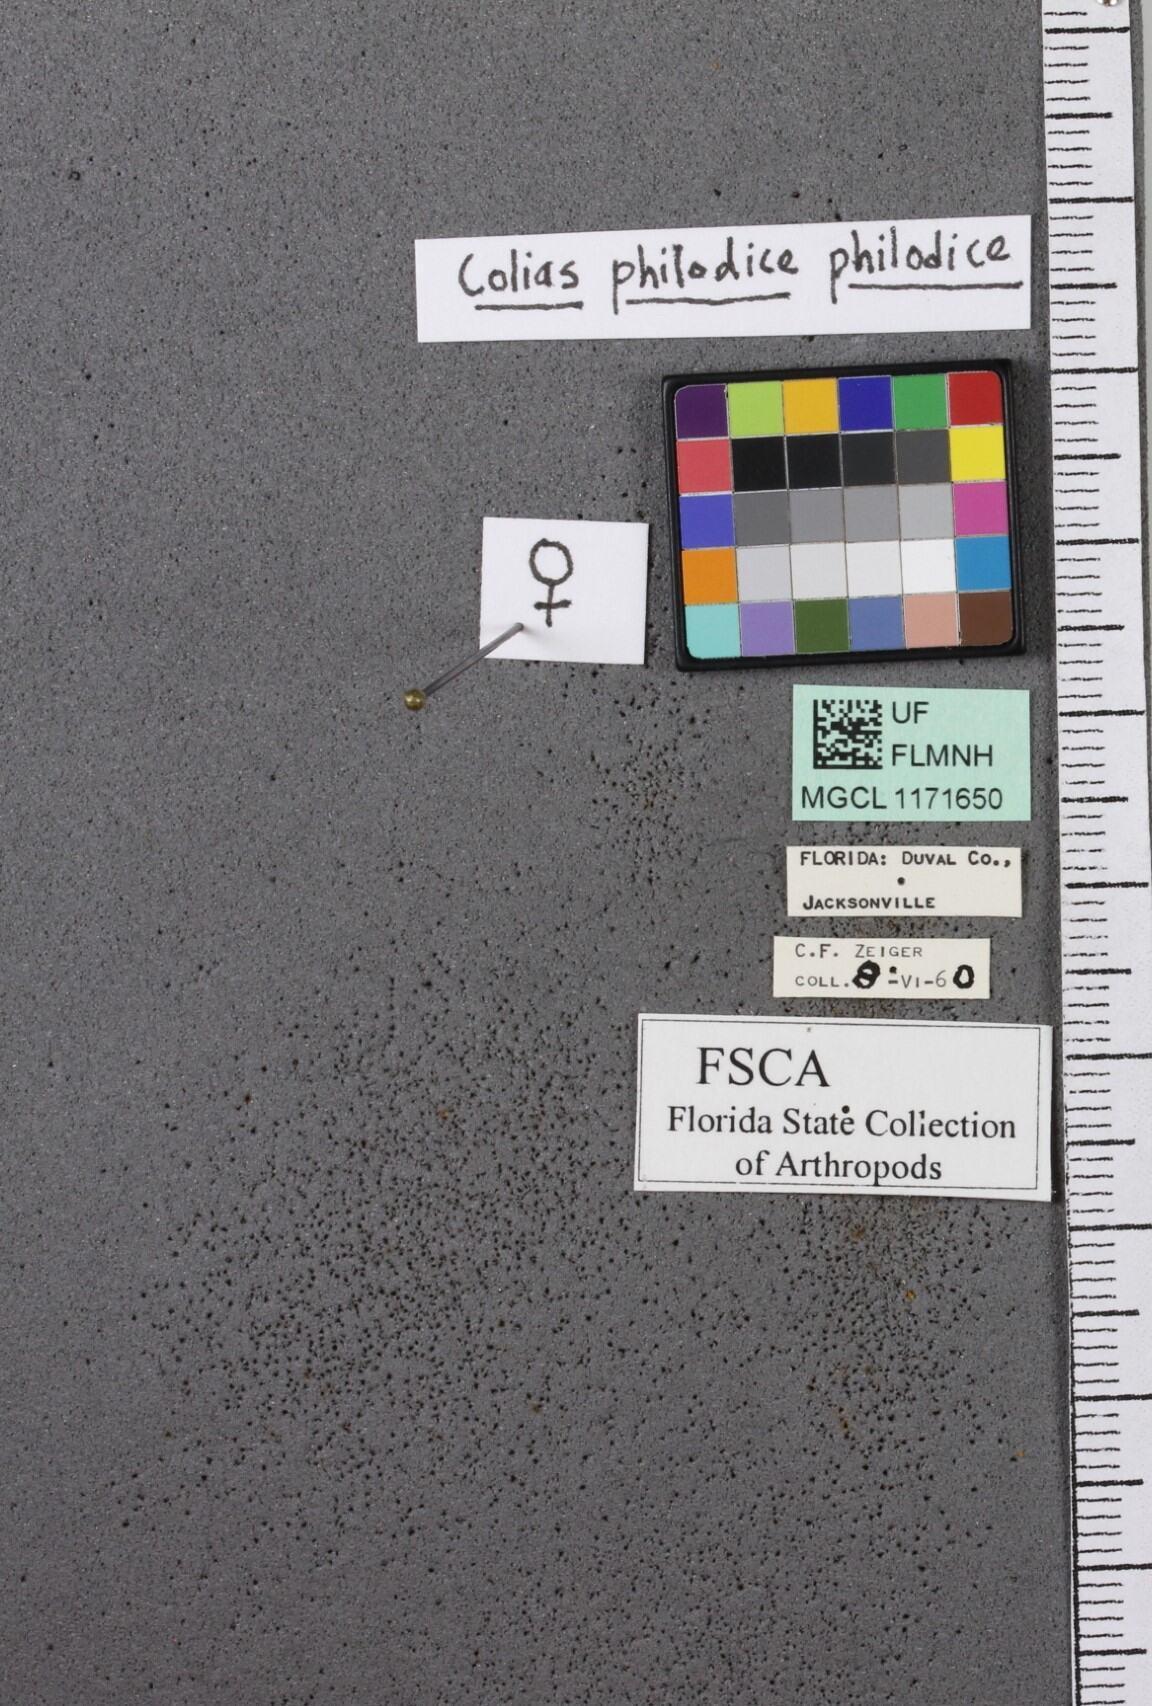 Colias philodice philodice
♀
UF
FLMNH
MGCL 1171650
FLORIDA: DUVAL CO.,
JACKSONVILLE
C.F. ZEIGER
COLL. 8-VI-60
FSCA
Florida State Collection
of Arthropods